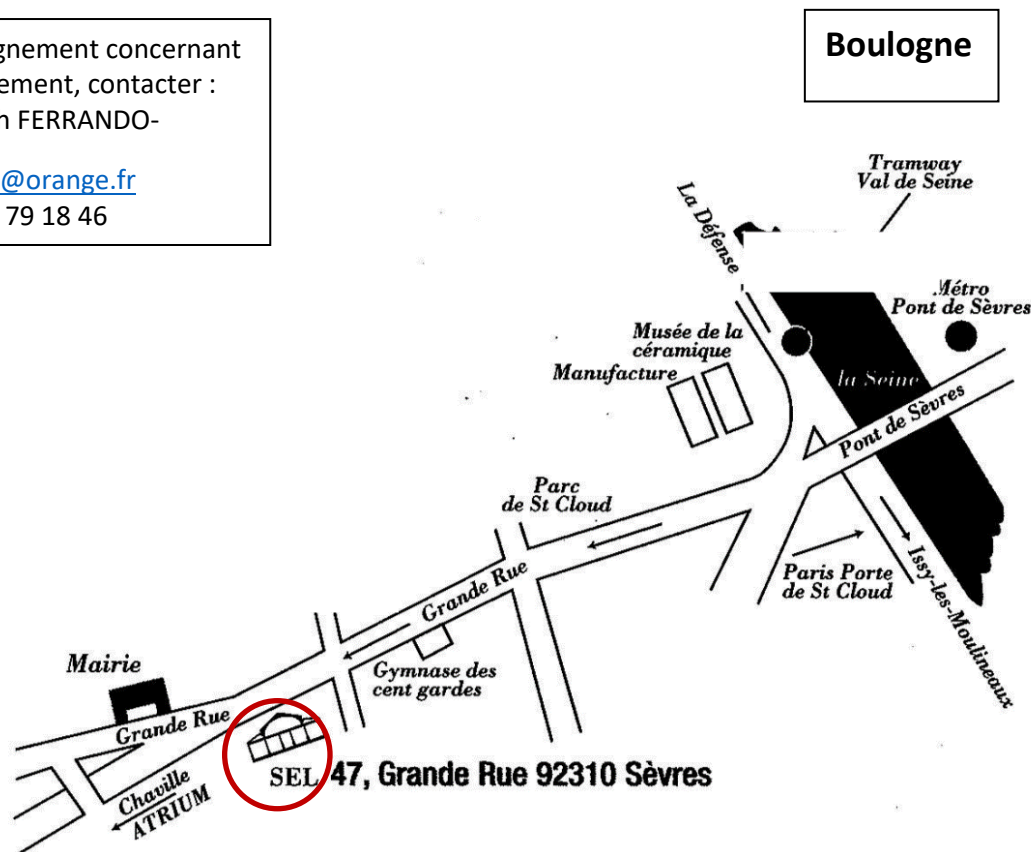 gnement concernant
ement, contacter :
n FERRANDO-
@orange.fr
79 18 46
Boulogne
Tramway
Val de Seine
La Défense
Métro
Pont de Sèvres
Musée de la
céramique
Manufacture
la Seine
Pont de Sèvres
Parc
de St Cloud
Paris Porte
de St Cloud
Issy-les-Moulineaux
Grande Rue
Gymnase des
cent gardes
Mairie
Grande Rue
SEL 47, Grande Rue 92310 Sèvres
Chaville
ATRIUM